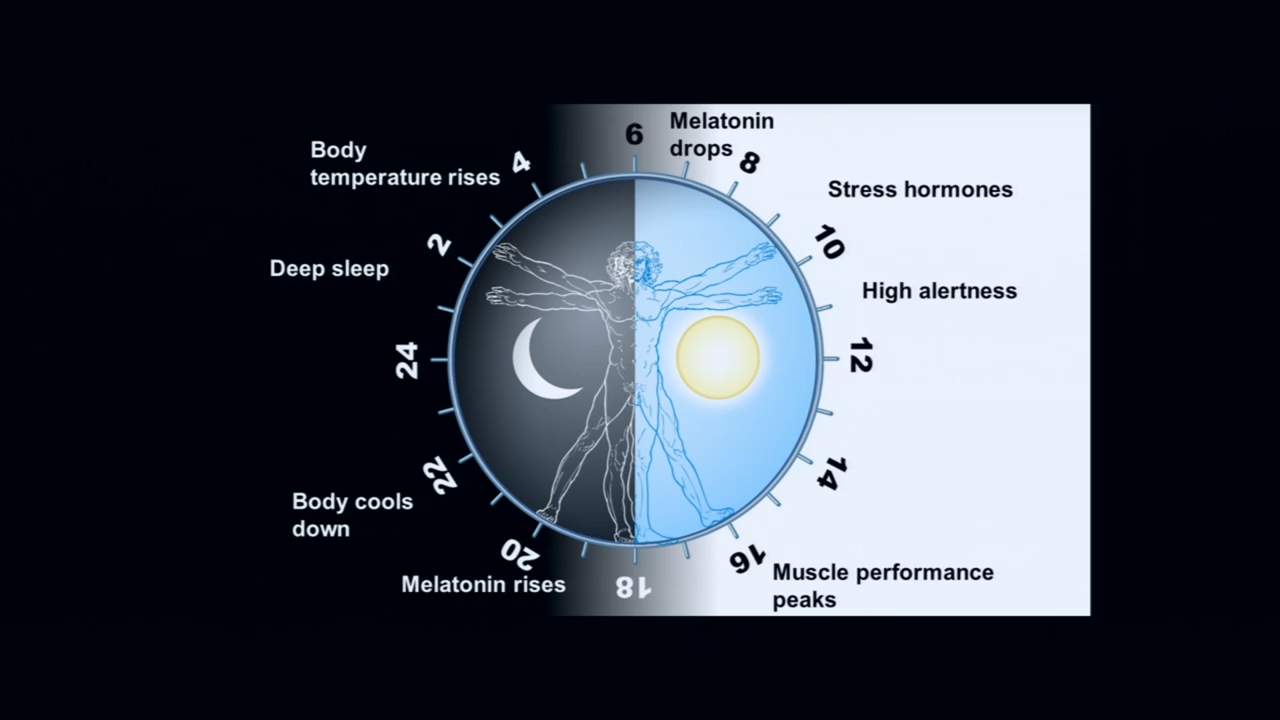 6
Melatonin
drops
8
Body
temperature rises
4
Stress hormones
2
10
Deep sleep
High alertness
24
12
22
14
Body cools
down
20
16
Melatonin rises
18
Muscle performance
peaks